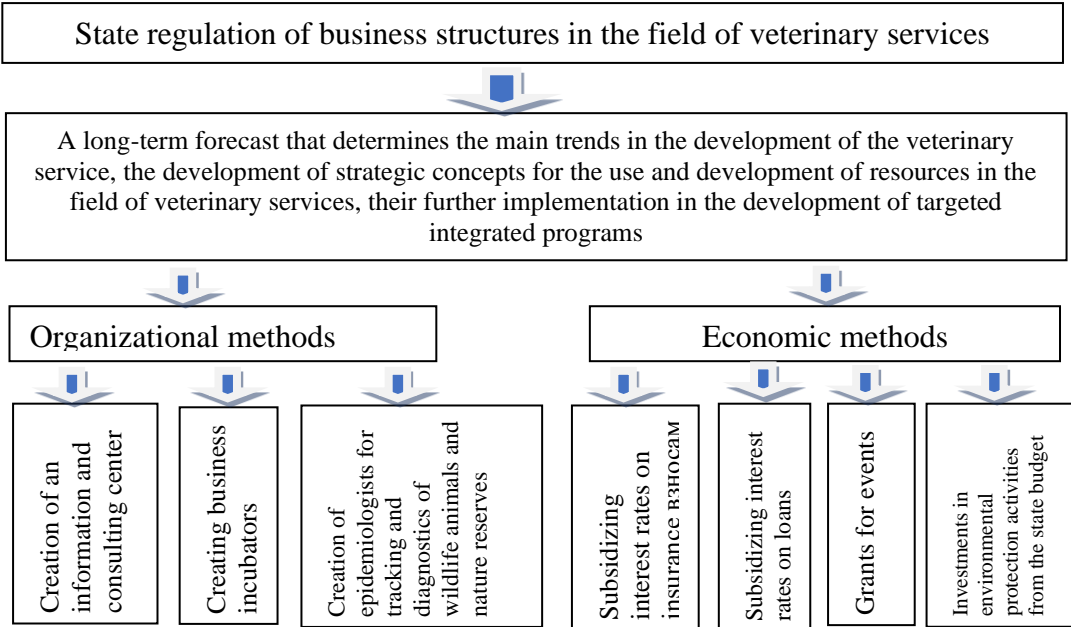 State regulation of business structures in the field of veterinary services
A long-term forecast that determines the main trends in the development of the veterinary
service, the development of strategic concepts for the use and development of resources in the
field of veterinary services, their further implementation in the development of targeted
integrated programs
Organizational methods
Economic methods
Creation of an
information and
consulting center
Creating business
incubators
Creation of
epidemiologists for
tracking and
diagnostics of
wildlife animals and
nature reserves
Subsidizing
interest rates on
insurance взносам
Subsidizing interest
rates on loans
Grants for events
Investments in
environmental
protection activities
from the state budget